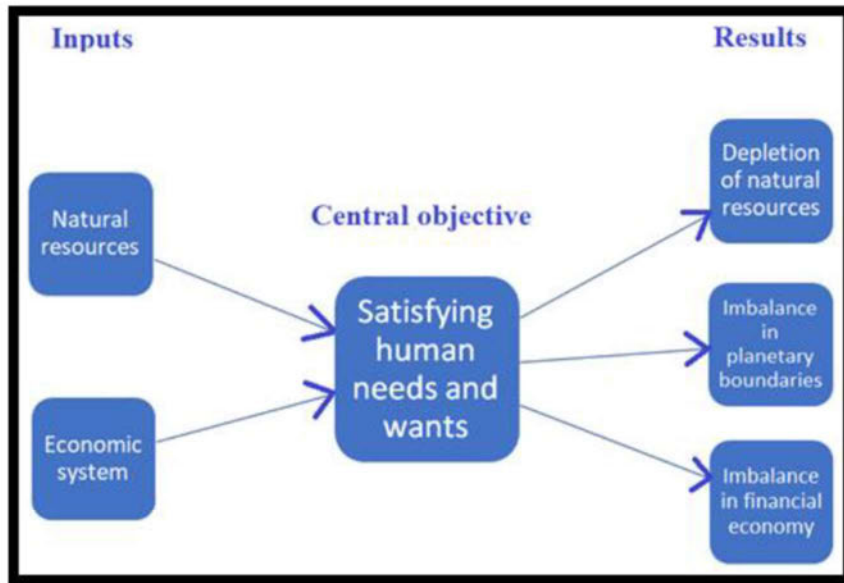 Inputs
Results
Natural
resources
Economic
system
Central objective
Satisfying
human
needs and
wants
Depletion
of natural
resources
Imbalance
in
planetary
boundaries
Imbalance
in financial
economy